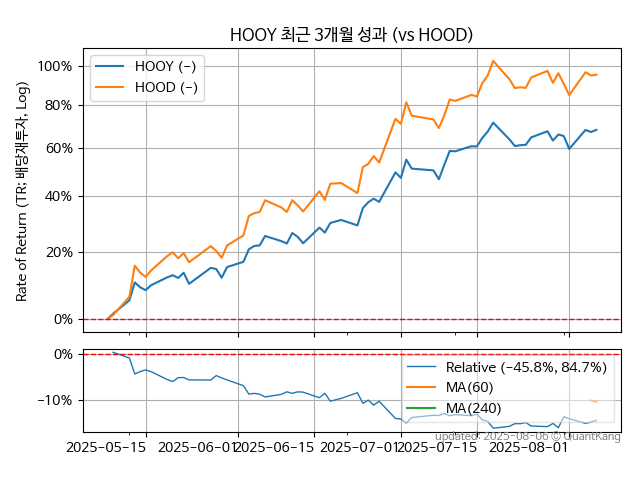 HOOY 최근 3개월 성과 (vs HOOD)
Rate of Return (TR: 배당재투자, Log)
100%
80%
60%
40%
20%
0%
HOOY (-)
HOOD (-)
0%
-10%
Relative (-45.8%, 84.7%)
MA(60)
MA(240)
updated: 2025-08-06 © QuantKang
2025-05-15
2025-06-01
2025-06-15
2025-07-01
2025-07-15
2025-08-01